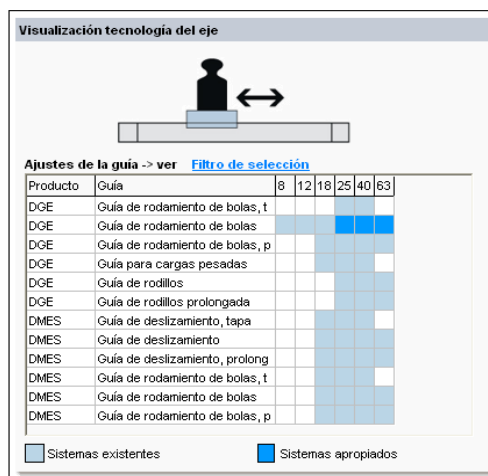 Visualización tecnología del eje
Ajustes de la guía -> ver Filtro de selección
Producto Guía 8 12 18 25 40 63
DGE Guía de rodamiento de bolas, t
DGE Guía de rodamiento de bolas
DGE Guía de rodamiento de bolas, p
DGE Guía para cargas pesadas
DGE Guía de rodillos
DGE Guía de rodillos prolongada
DMES Guía de deslizamiento, tapa
DMES Guía de deslizamiento
DMES Guía de deslizamiento, prolong
DMES Guía de rodamiento de bolas, t
DMES Guía de rodamiento de bolas
DMES Guía de rodamiento de bolas, p
Sistemas existentes Sistemas apropiados